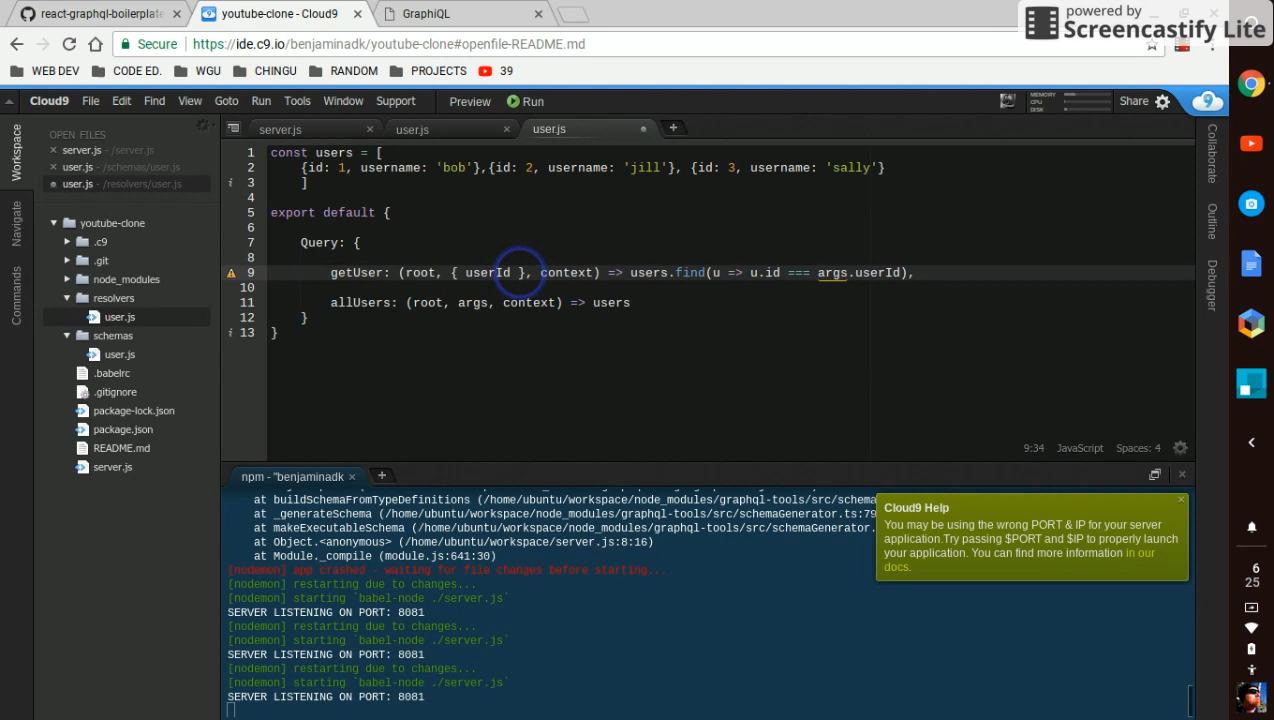 react-graphql-boilerplate
youtube-clone - Cloud9
GraphiQL
powered by
Screencastify Lite
Secure
https://ide.c9.io/benjaminadk/youtube-clone#openfile-README.md
WEB DEV
CODE ED.
WGU
CHINGU
RANDOM
PROJECTS
39
Cloud9 File Edit Find View Goto Run Tools Window Support Preview Run
MEMORY
CPU
DISK
Share
Workspace
Navigate
Commands
OPEN FILES
server.js - /server.js
user.js - /schemas/user.js
user.js - /resolvers/user.js
youtube-clone
.c9
.git
node_modules
resolvers
user.js
schemas
user.js
.babelrc
.gitignore
package-lock.json
package.json
README.md
server.js
server.js
user.js
user.js
1 const users = [
2 {id: 1, username: 'bob'},{id: 2, username: 'jill'}, {id: 3, username: 'sally'}
3 ]
4
5 export default {
6
7 Query: {
8
9 getUser: (root, { userId }, context) => users.find(u => u.id === args.userId),
10
11 allUsers: (root, args, context) => users
12 }
13 }
9:34 JavaScript Spaces: 4
Collaborate
Outline
Debugger
npm - "benjaminadk
at buildSchemaFromTypeDefinitions (/home/ubuntu/workspace/node_modules/graphql-tools/src/schema
at _generateSchema (/home/ubuntu/workspace/node_modules/graphql-tools/src/schemaGenerator.ts:79
at makeExecutableSchema (/home/ubuntu/workspace/node_modules/graphql-tools/src/schemaGenerator.
at Object.<anonymous> (/home/ubuntu/workspace/server.js:8:16)
at Module._compile (module.js:641:30)
[nodemon] app crashed - waiting for file changes before starting...
[nodemon] restarting due to changes...
[nodemon] starting `babel-node ./server.js`
SERVER LISTENING ON PORT: 8081
[nodemon] restarting due to changes...
[nodemon] starting `babel-node ./server.js`
SERVER LISTENING ON PORT: 8081
[nodemon] restarting due to changes...
[nodemon] starting `babel-node ./server.js`
SERVER LISTENING ON PORT: 8081
Cloud9 Help
You may be using the wrong PORT & IP for your server
application.Try passing $PORT and $IP to properly launch
your application. You can find more information in our
docs.
6
25